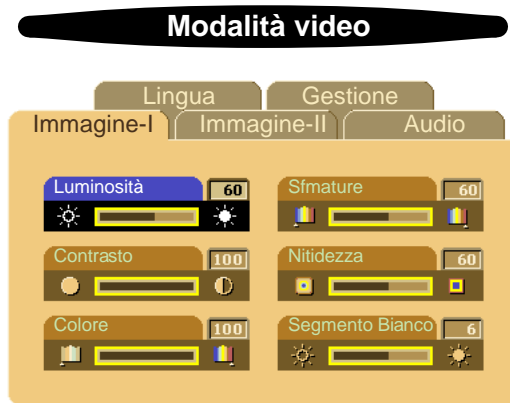 Modalità video
Lingua Gestione
Immagine-I Immagine-II Audio
Luminosità 60 Sfmature 60
Contrasto 100 Nitidezza 60
Colore 100 Segmento Bianco 6